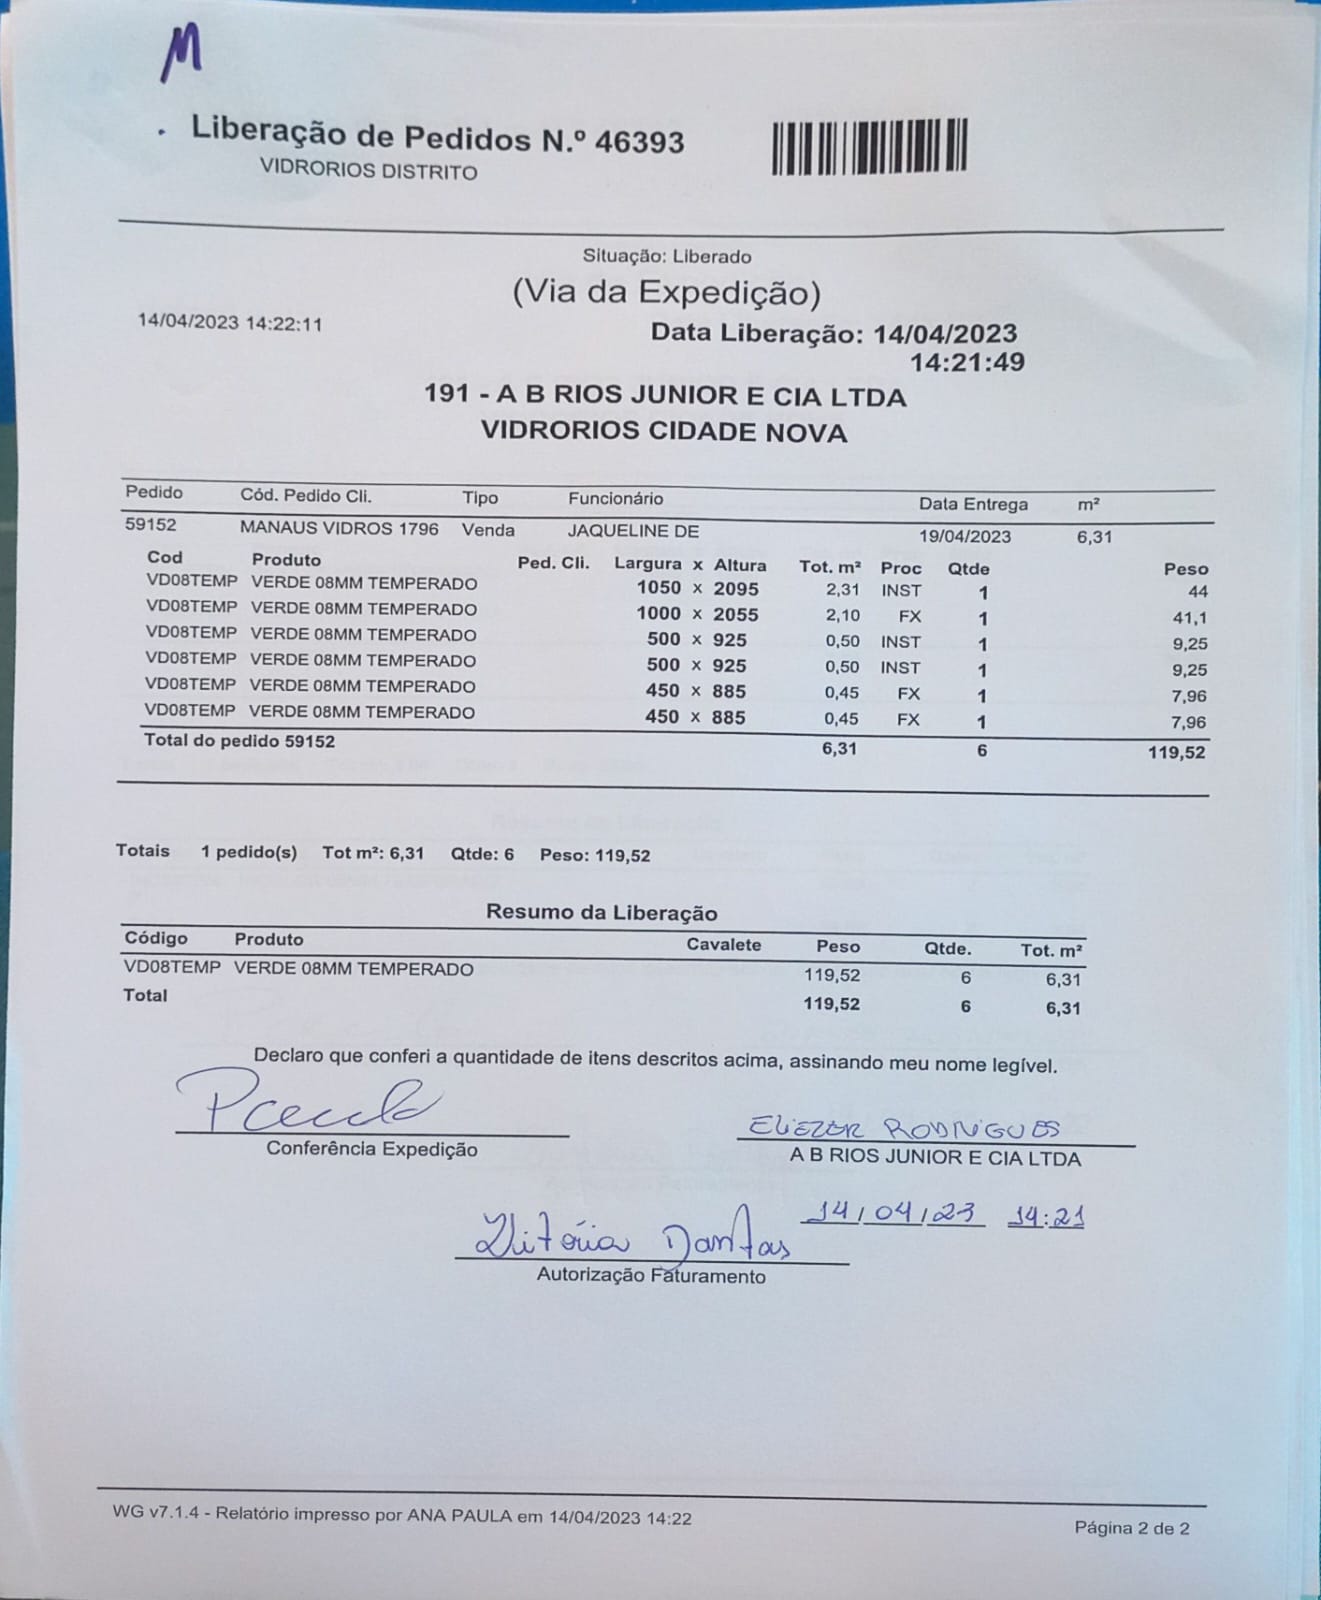 M
Liberação de Pedidos N.º 46393
VIDRORIOS DISTRITO
Situação: Liberado
(Via da Expedição)
14/04/2023 14:22:11
Data Liberação: 14/04/2023
14:21:49
191 - A B RIOS JUNIOR E CIA LTDA
VIDRORIOS CIDADE NOVA
Pedido Cód. Pedido Cli. Tipo Funcionário Data Entrega m²
59152 MANAUS VIDROS 1796 Venda JAQUELINE DE 19/04/2023 6,31
Cod Produto Ped. Cli. Largura x Altura Tot. m² Proc Qtde Peso
VD08TEMP VERDE 08MM TEMPERADO 1050 x 2095 2,31 INST 1 44
VD08TEMP VERDE 08MM TEMPERADO 1000 x 2055 2,10 FX 1 41,1
VD08TEMP VERDE 08MM TEMPERADO 500 x 925 0,50 INST 1 9,25
VD08TEMP VERDE 08MM TEMPERADO 500 x 925 0,50 INST 1 9,25
VD08TEMP VERDE 08MM TEMPERADO 450 x 885 0,45 FX 1 7,96
VD08TEMP VERDE 08MM TEMPERADO 450 x 885 0,45 FX 1 7,96
Total do pedido 59152 6,31 6 119,52
Totais 1 pedido(s) Tot m²: 6,31 Qtde: 6 Peso: 119,52
Resumo da Liberação
Código Produto Cavalete Peso Qtde. Tot. m²
VD08TEMP VERDE 08MM TEMPERADO 119,52 6 6,31
Total 119,52 6 6,31
Declaro que conferi a quantidade de itens descritos acima, assinando meu nome legível.
ELIEZER RODRIGUES
Conferência Expedição A B RIOS JUNIOR E CIA LTDA
14/04/23 14:21
Vitória Dantas
Autorização Faturamento
WG v7.1.4 - Relatório impresso por ANA PAULA em 14/04/2023 14:22
Página 2 de 2